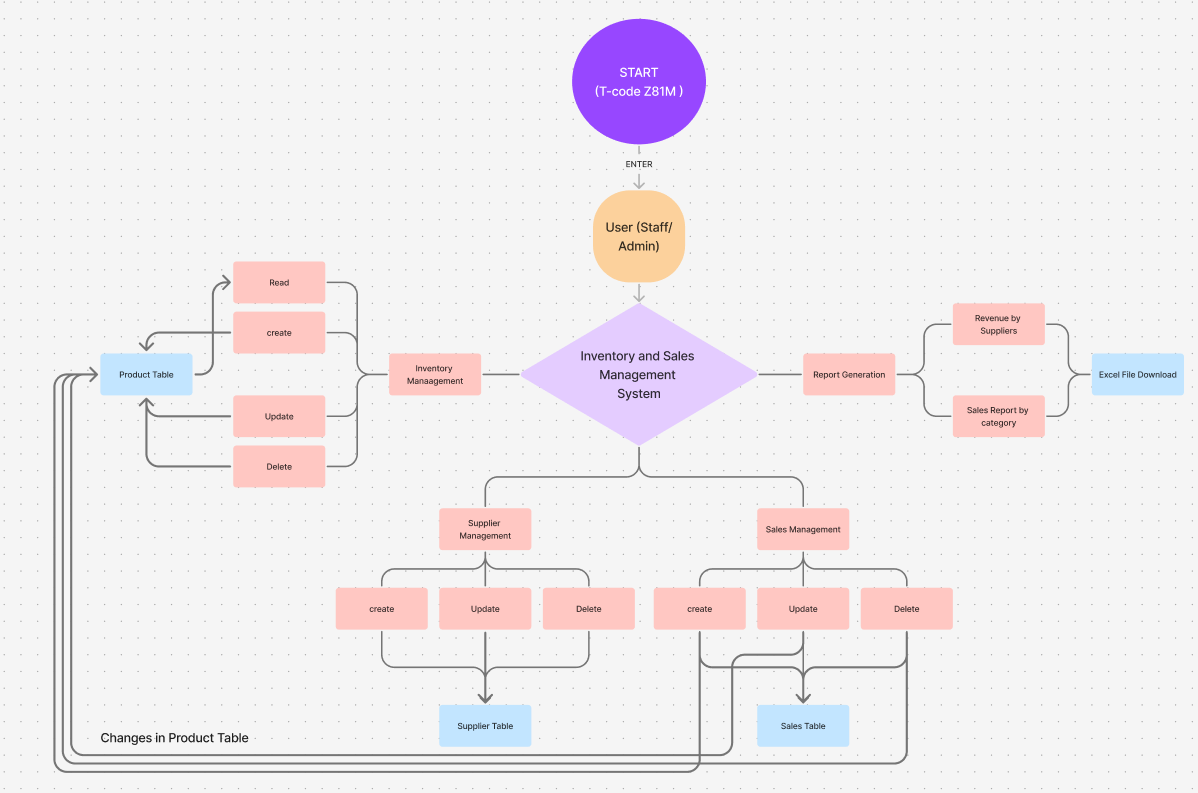 START
(T-code Z81M )
ENTER
User (Staff/
Admin)
Inventory and Sales
Management
System
Read
create
Product Table
Update
Delete
Inventory
Manaagement
Report Generation
Revenue by
Suppliers
Sales Report by
category
Excel File Download
Supplier
Management
create
Update
Delete
Supplier Table
Sales Management
create
Update
Delete
Sales Table
Changes in Product Table